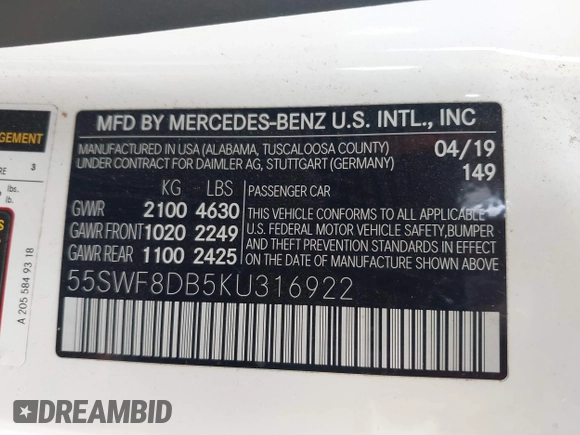 MFD BY MERCEDES-BENZ U.S. INTL., INC
MANUFACTURED IN USA (ALABAMA, TUSCALOOSA COUNTY) 04/19
UNDER CONTRACT FOR DAIMLER AG, STUTTGART (GERMANY) 149
KG LBS PASSENGER CAR
GVWR 2100 4630 THIS VEHICLE CONFORMS TO ALL APPLICABLE
GAWR FRONT 1020 2249 U.S. FEDERAL MOTOR VEHICLE SAFETY,BUMPER
GAWR REAR 1100 2425 AND THEFT PREVENTION STANDARDS IN EFFECT
ON THE DATE OF MANUFACTURE SHOWN ABOVE.
55SWF8DB5KU316922
3
lbs.
lb.
A 205 584 93 18
DREAMBID